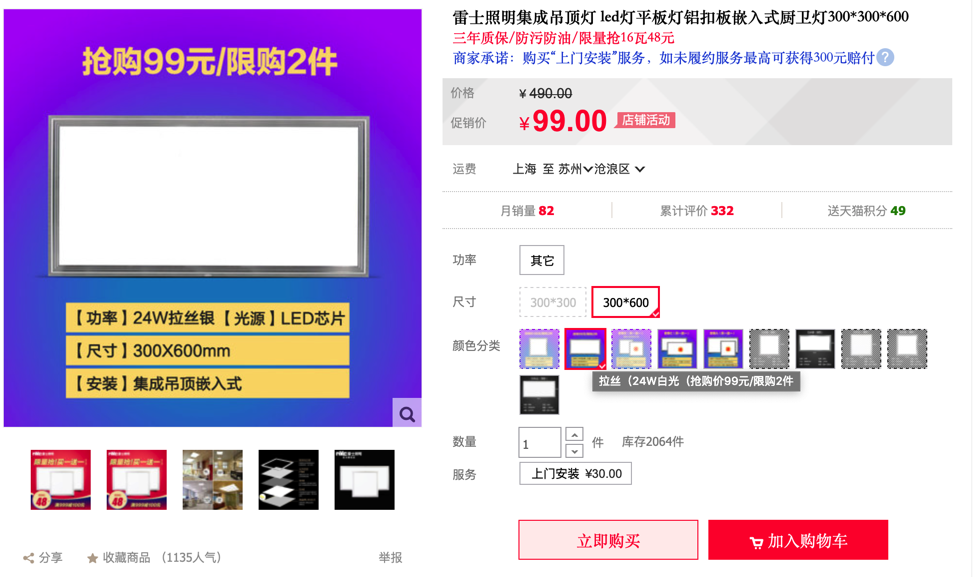 抢购99元/限购2件
【功率】24W拉丝银【光源】LED芯片
【尺寸】300X600mm
【安装】集成吊顶嵌入式
分享
收藏商品 (1135人气)
举报
雷士照明集成吊顶灯 led灯平板灯铝扣板嵌入式厨卫灯300*300*600
三年质保/防污防油/限量抢16瓦48元
商家承诺：购买“上门安装”服务，如未履约服务最高可获得300元赔付?
价格 ¥490.00
促销价 ¥99.00 店铺活动
运费 上海 至 苏州沧浪区
月销量 82 累计评价 332 送天猫积分 49
功率 其它
尺寸 300*300 300*600
颜色分类
拉丝（24W白光（抢购价99元/限购2件
数量 1 件 库存2064件
服务 上门安装 ¥30.00
立即购买 加入购物车